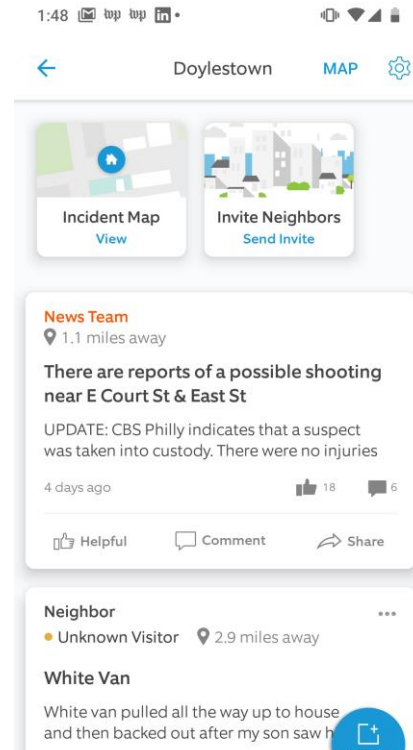 1:48
Doylestown MAP
Incident Map
View
Invite Neighbors
Send Invite
News Team
1.1 miles away
There are reports of a possible shooting
near E Court St & East St
UPDATE: CBS Philly indicates that a suspect
was taken into custody. There were no injuries
4 days ago 18 6
Helpful Comment Share
Neighbor
Unknown Visitor 2.9 miles away
White Van
White van pulled all the way up to house
and then backed out after my son saw